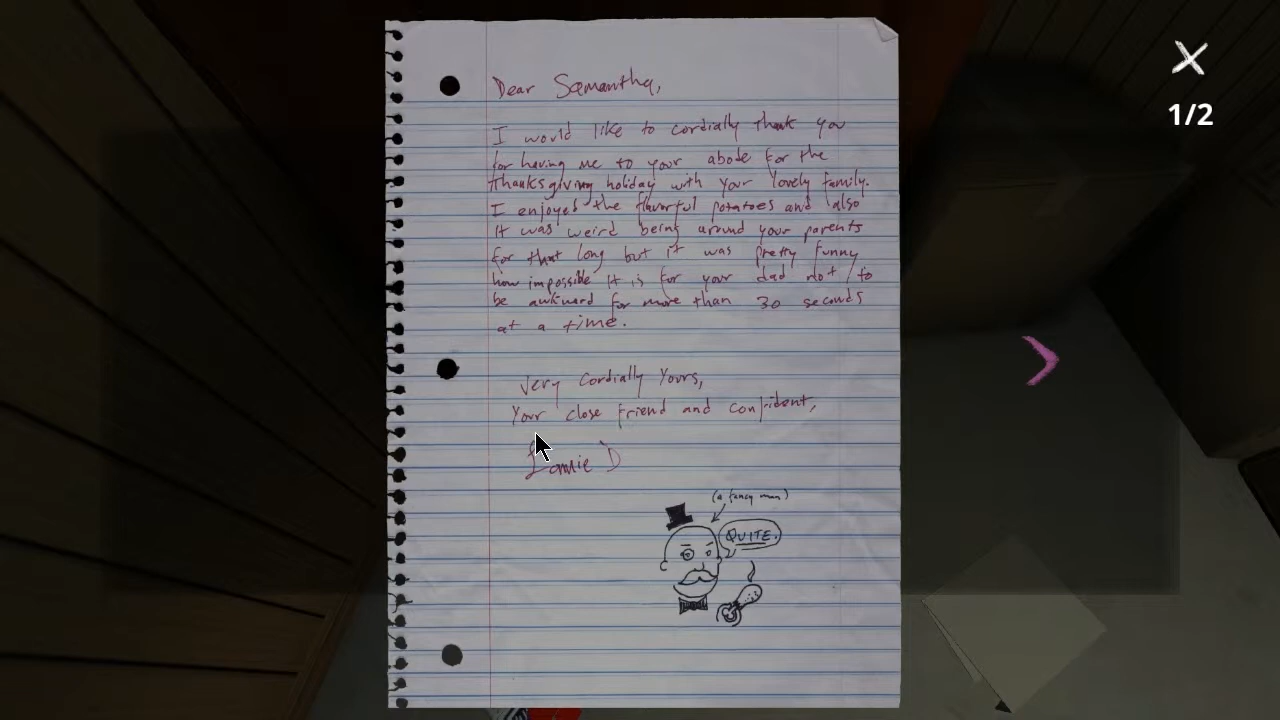 1/2
Dear Samantha,
I would like to cordially thank you
for having me to your abode for the
thanksgiving holiday with your lovely family.
I enjoyed the flavorful potatoes and also
It was weird being around your parents
for that long but it was pretty funny
how impossible it is for your dad not to
be awkward for more than 30 seconds
at a time.
Very Cordially Yours,
Your close friend and confident,
Lonnie D
(a fancy man)
QUITE.